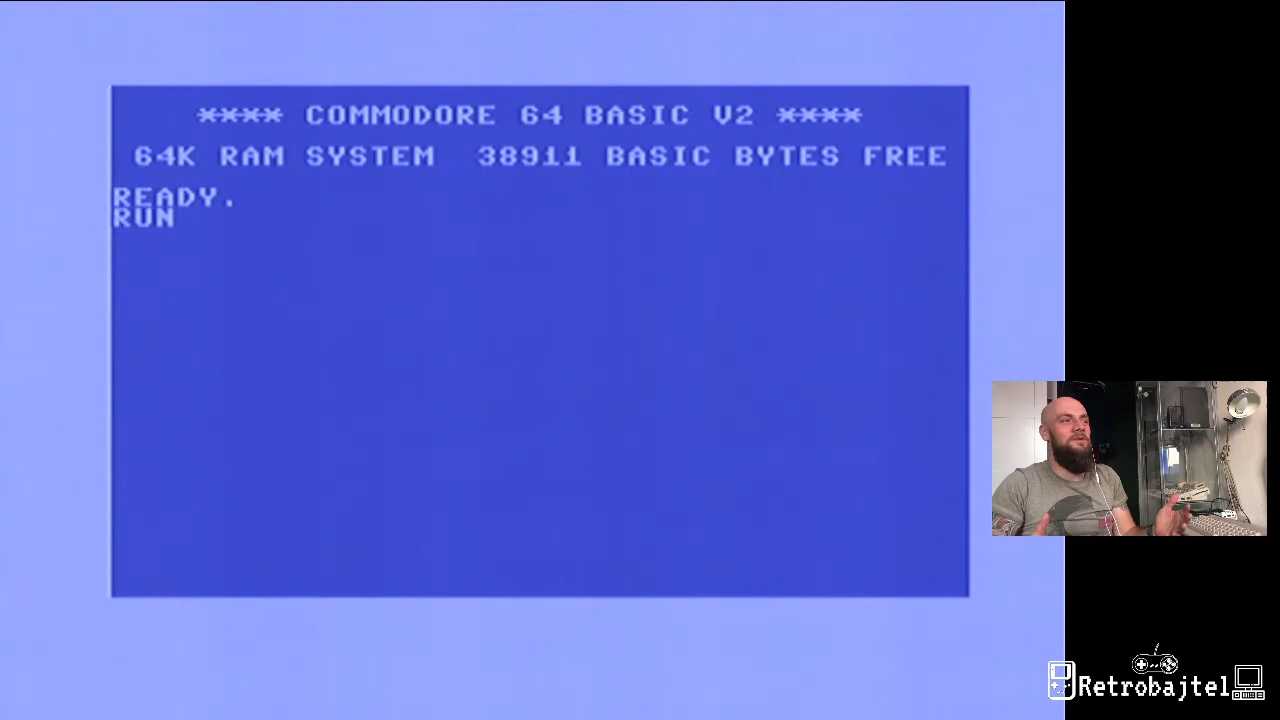 **** COMMODORE 64 BASIC V2 ****
64K RAM SYSTEM  38911 BASIC BYTES FREE
READY.
RUN
Retrobajtel